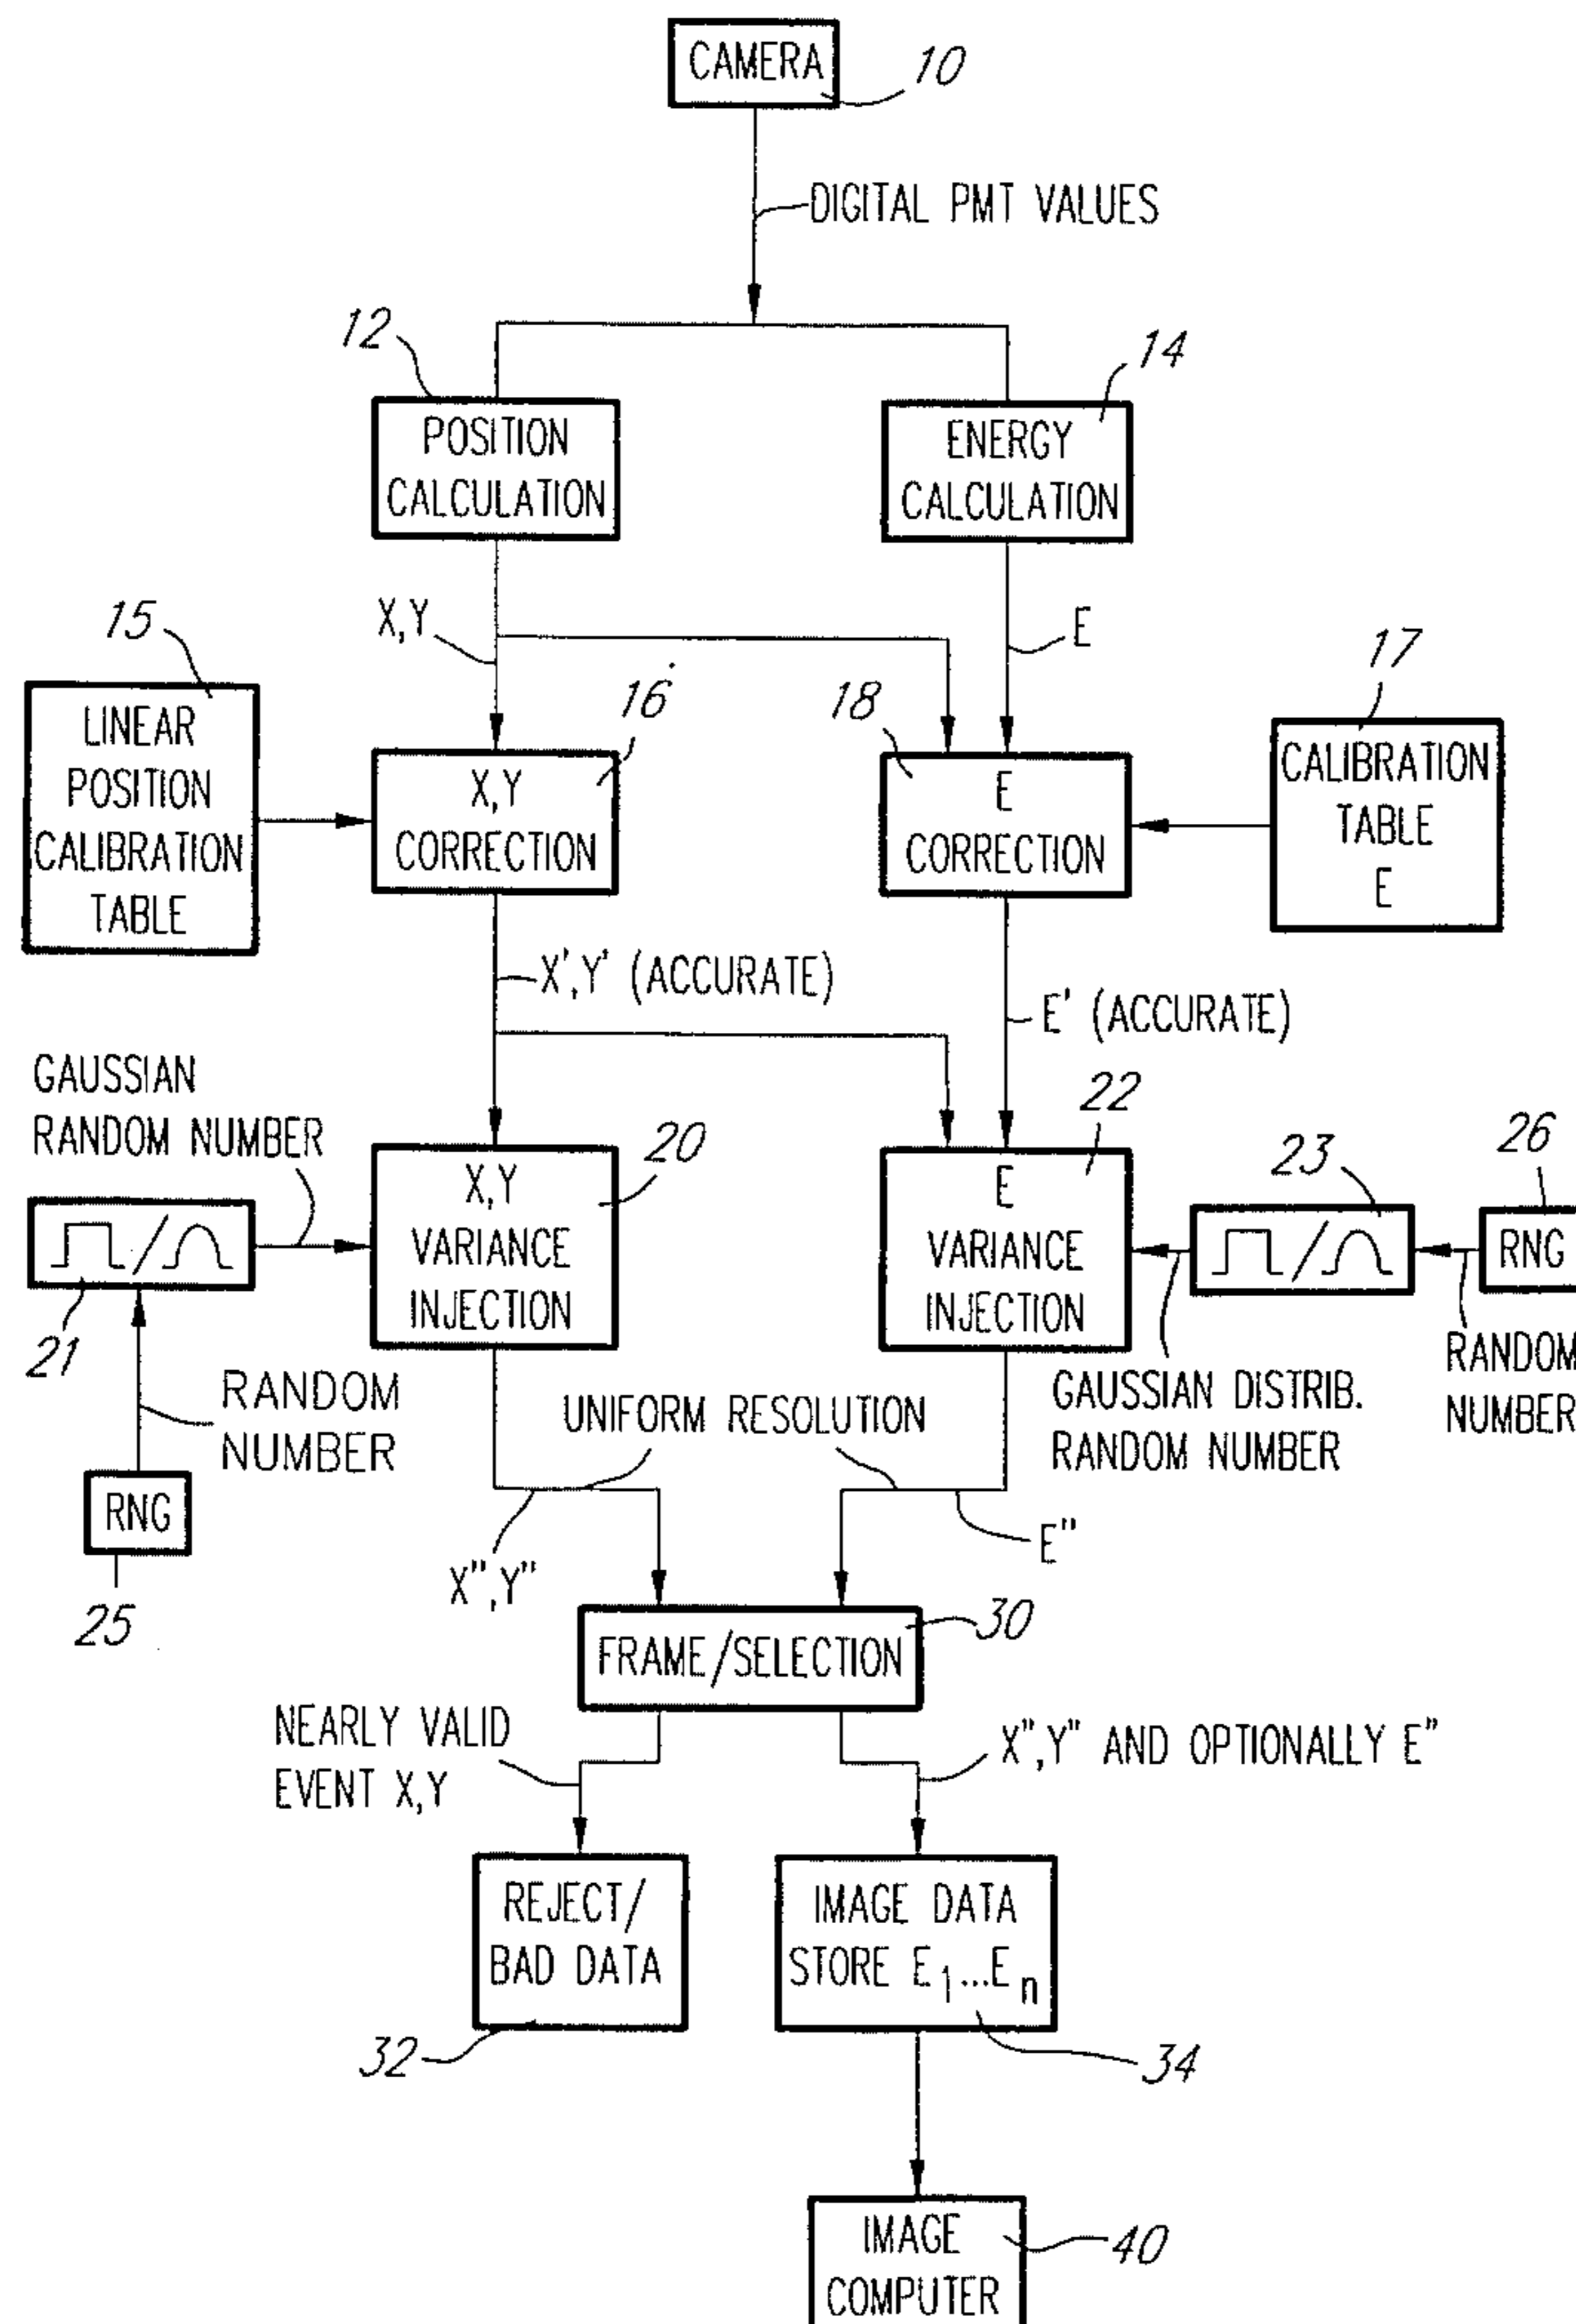 CAMERA
10
DIGITAL PMT VALUES
12
14
POSITION
CALCULATION
ENERGY
CALCULATION
X,Y
E
15
16
18
17
LINEAR
POSITION
CALIBRATION
TABLE
X,Y
CORRECTION
E
CORRECTION
CALIBRATION
TABLE
E
X',Y' (ACCURATE)
E' (ACCURATE)
GAUSSIAN
RANDOM NUMBER
20
22
23
26
X,Y
VARIANCE
INJECTION
E
VARIANCE
INJECTION
/
/
RNG
21
RANDOM
NUMBER
UNIFORM RESOLUTION
GAUSSIAN DISTRIB.
RANDOM NUMBER
RANDOM
NUMBER
RNG
25
X",Y"
E"
FRAME/SELECTION
30
NEARLY VALID
EVENT X,Y
X",Y" AND OPTIONALLY E"
REJECT/
BAD DATA
IMAGE DATA
STORE E1...En
32
34
IMAGE
COMPUTER
40